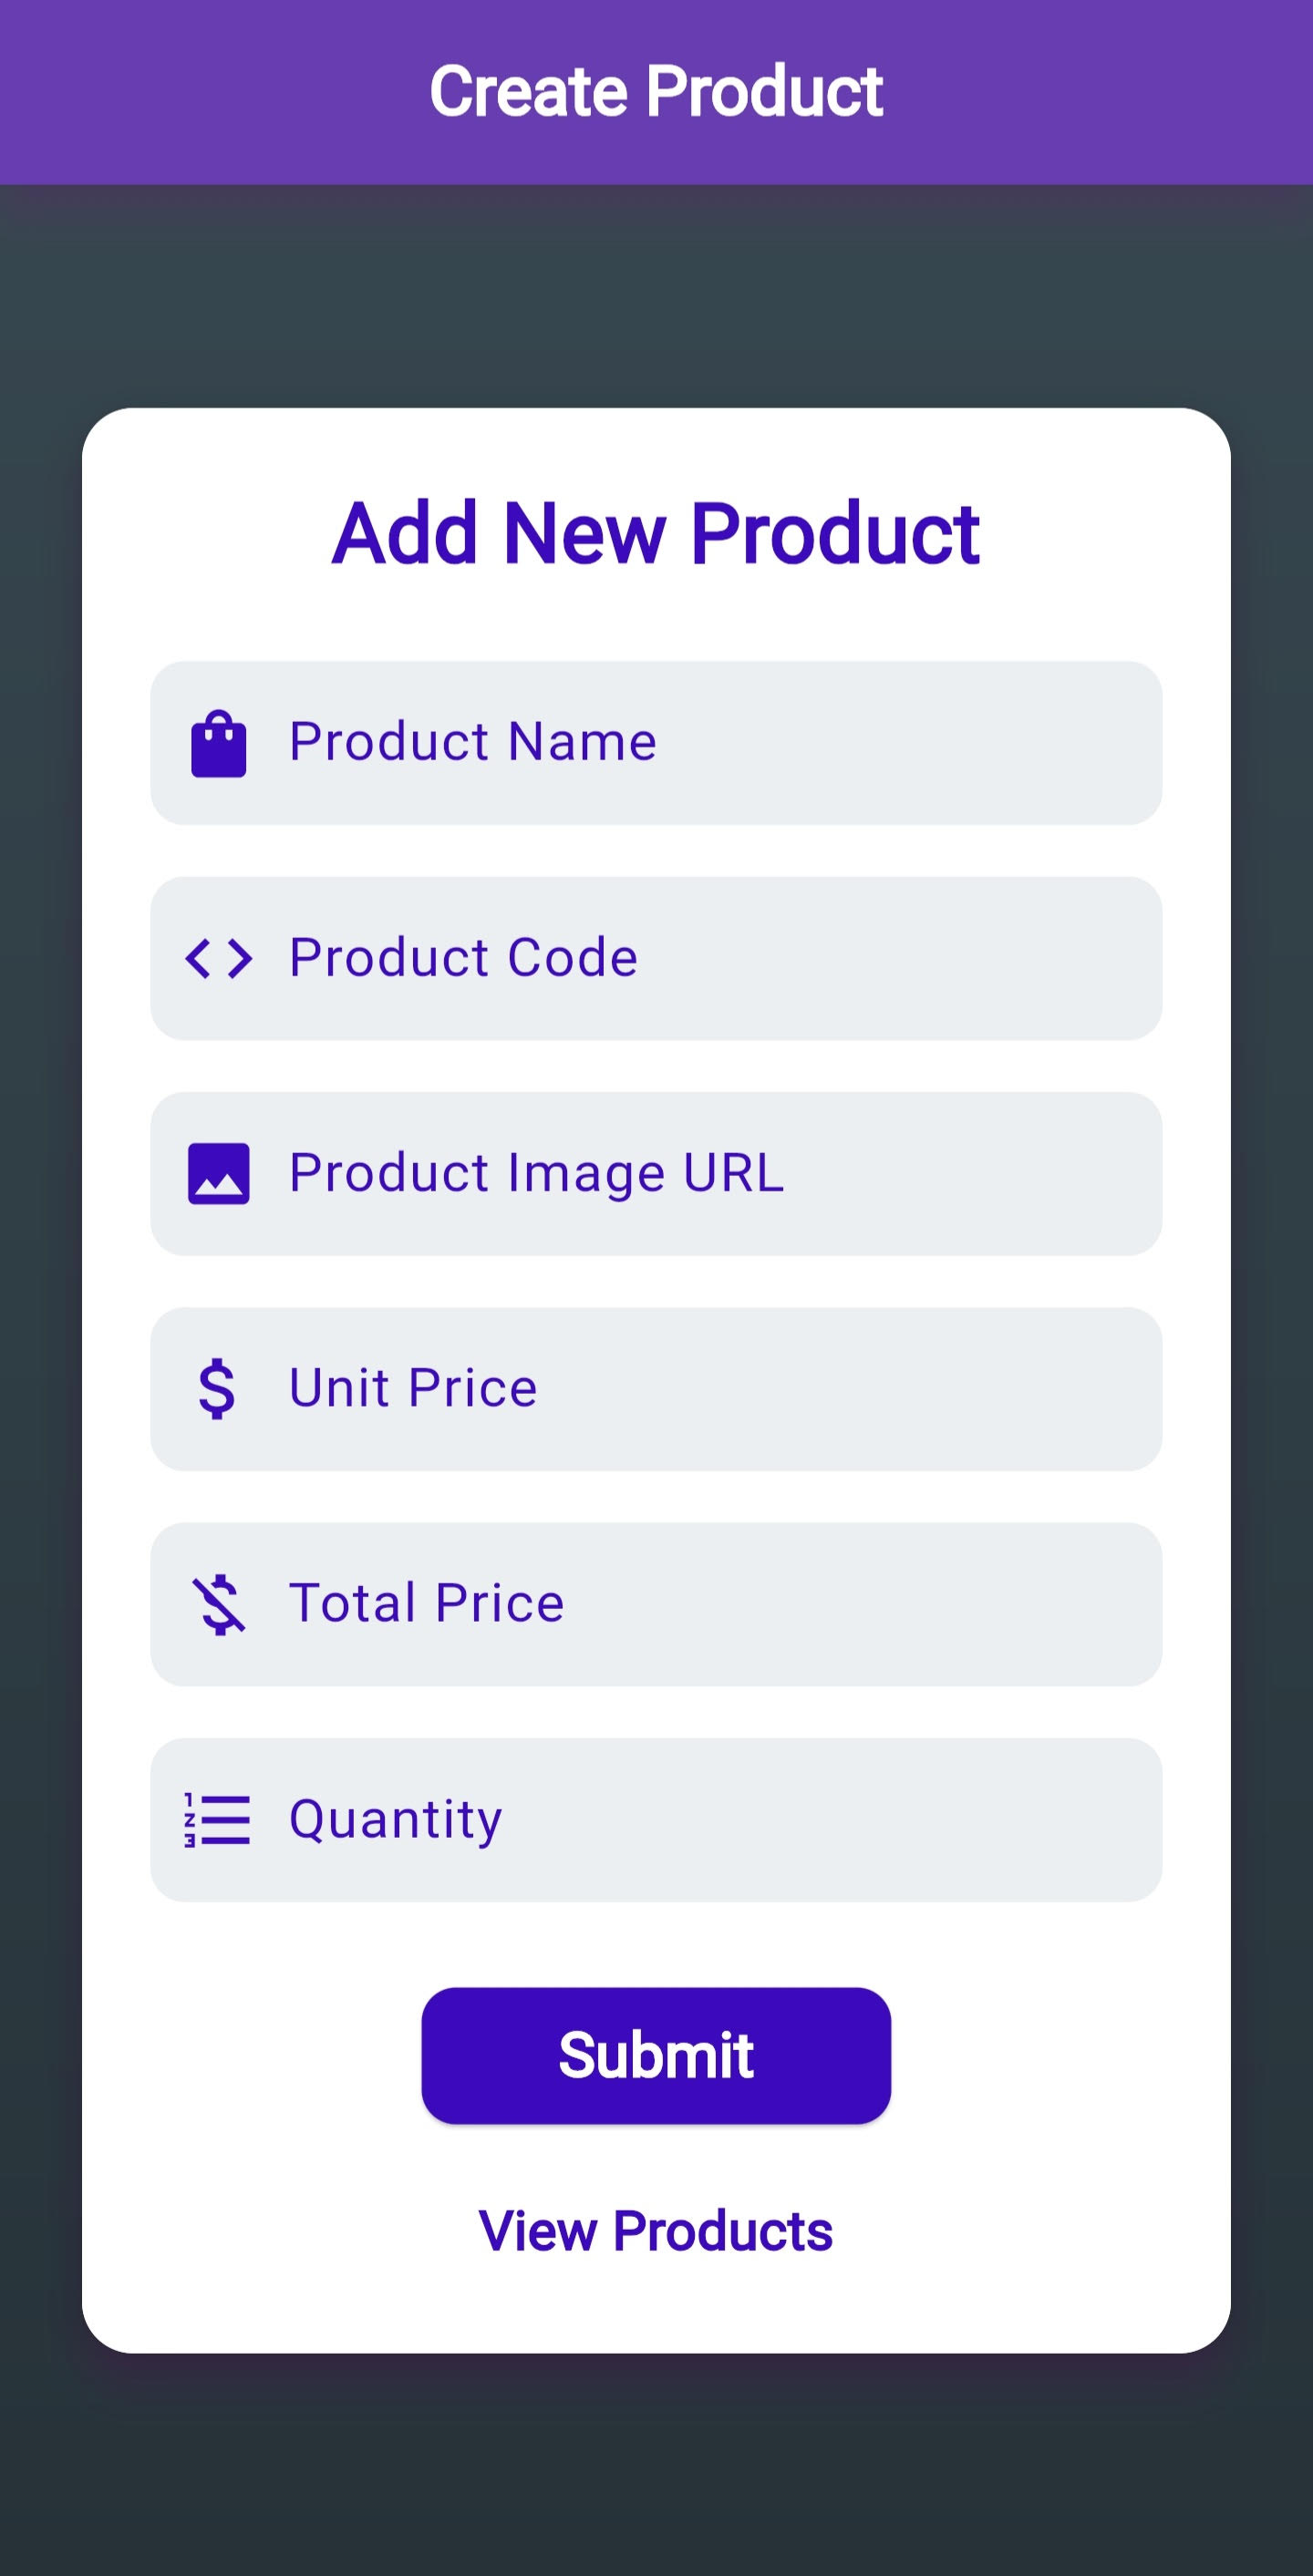 Create Product
Add New Product
Product Name
Product Code
Product Image URL
Unit Price
Total Price
Quantity
Submit
View Products